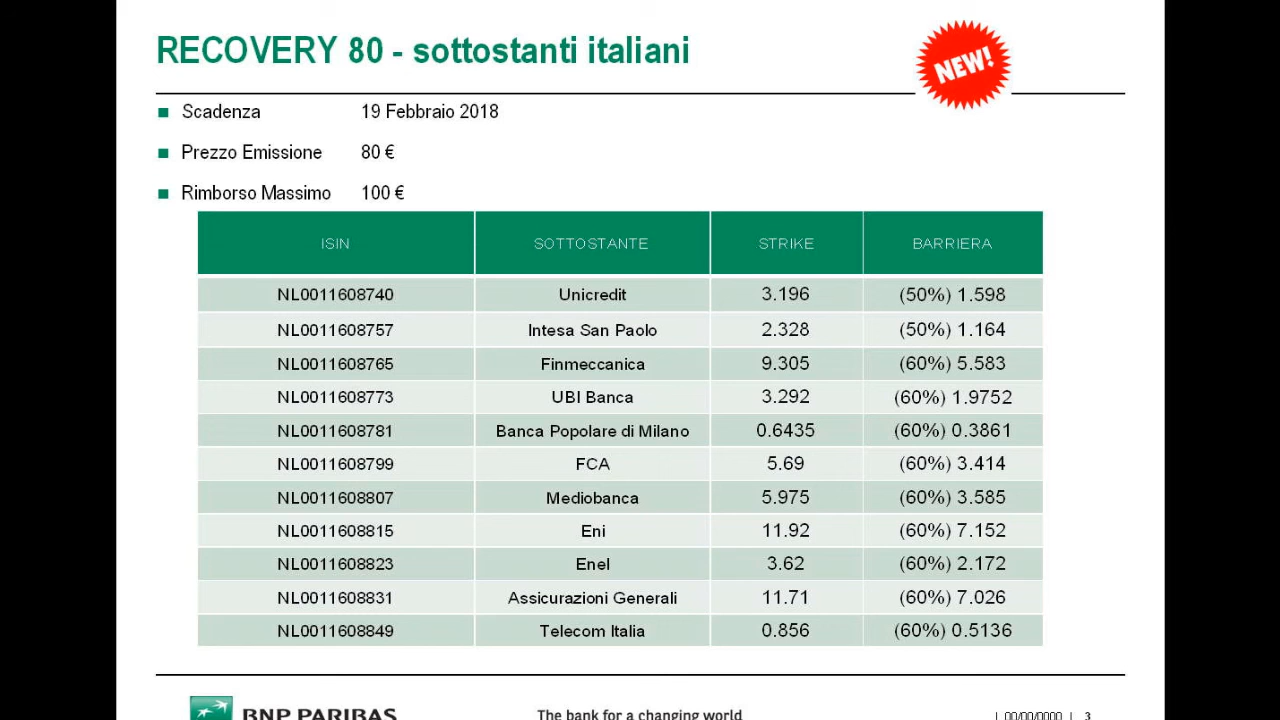 RECOVERY 80 - sottostanti italiani
NEW!
Scadenza 19 Febbraio 2018
Prezzo Emissione 80 €
Rimborso Massimo 100 €
ISIN SOTTOSTANTE STRIKE BARRIERA
NL0011608740 Unicredit 3.196 (50%) 1.598
NL0011608757 Intesa San Paolo 2.328 (50%) 1.164
NL0011608765 Finmeccanica 9.305 (60%) 5.583
NL0011608773 UBI Banca 3.292 (60%) 1.9752
NL0011608781 Banca Popolare di Milano 0.6435 (60%) 0.3861
NL0011608799 FCA 5.69 (60%) 3.414
NL0011608807 Mediobanca 5.975 (60%) 3.585
NL0011608815 Eni 11.92 (60%) 7.152
NL0011608823 Enel 3.62 (60%) 2.172
NL0011608831 Assicurazioni Generali 11.71 (60%) 7.026
NL0011608849 Telecom Italia 0.856 (60%) 0.5136
BNP PARIBAS The bank for a changing world | 00/00/0000 | 3